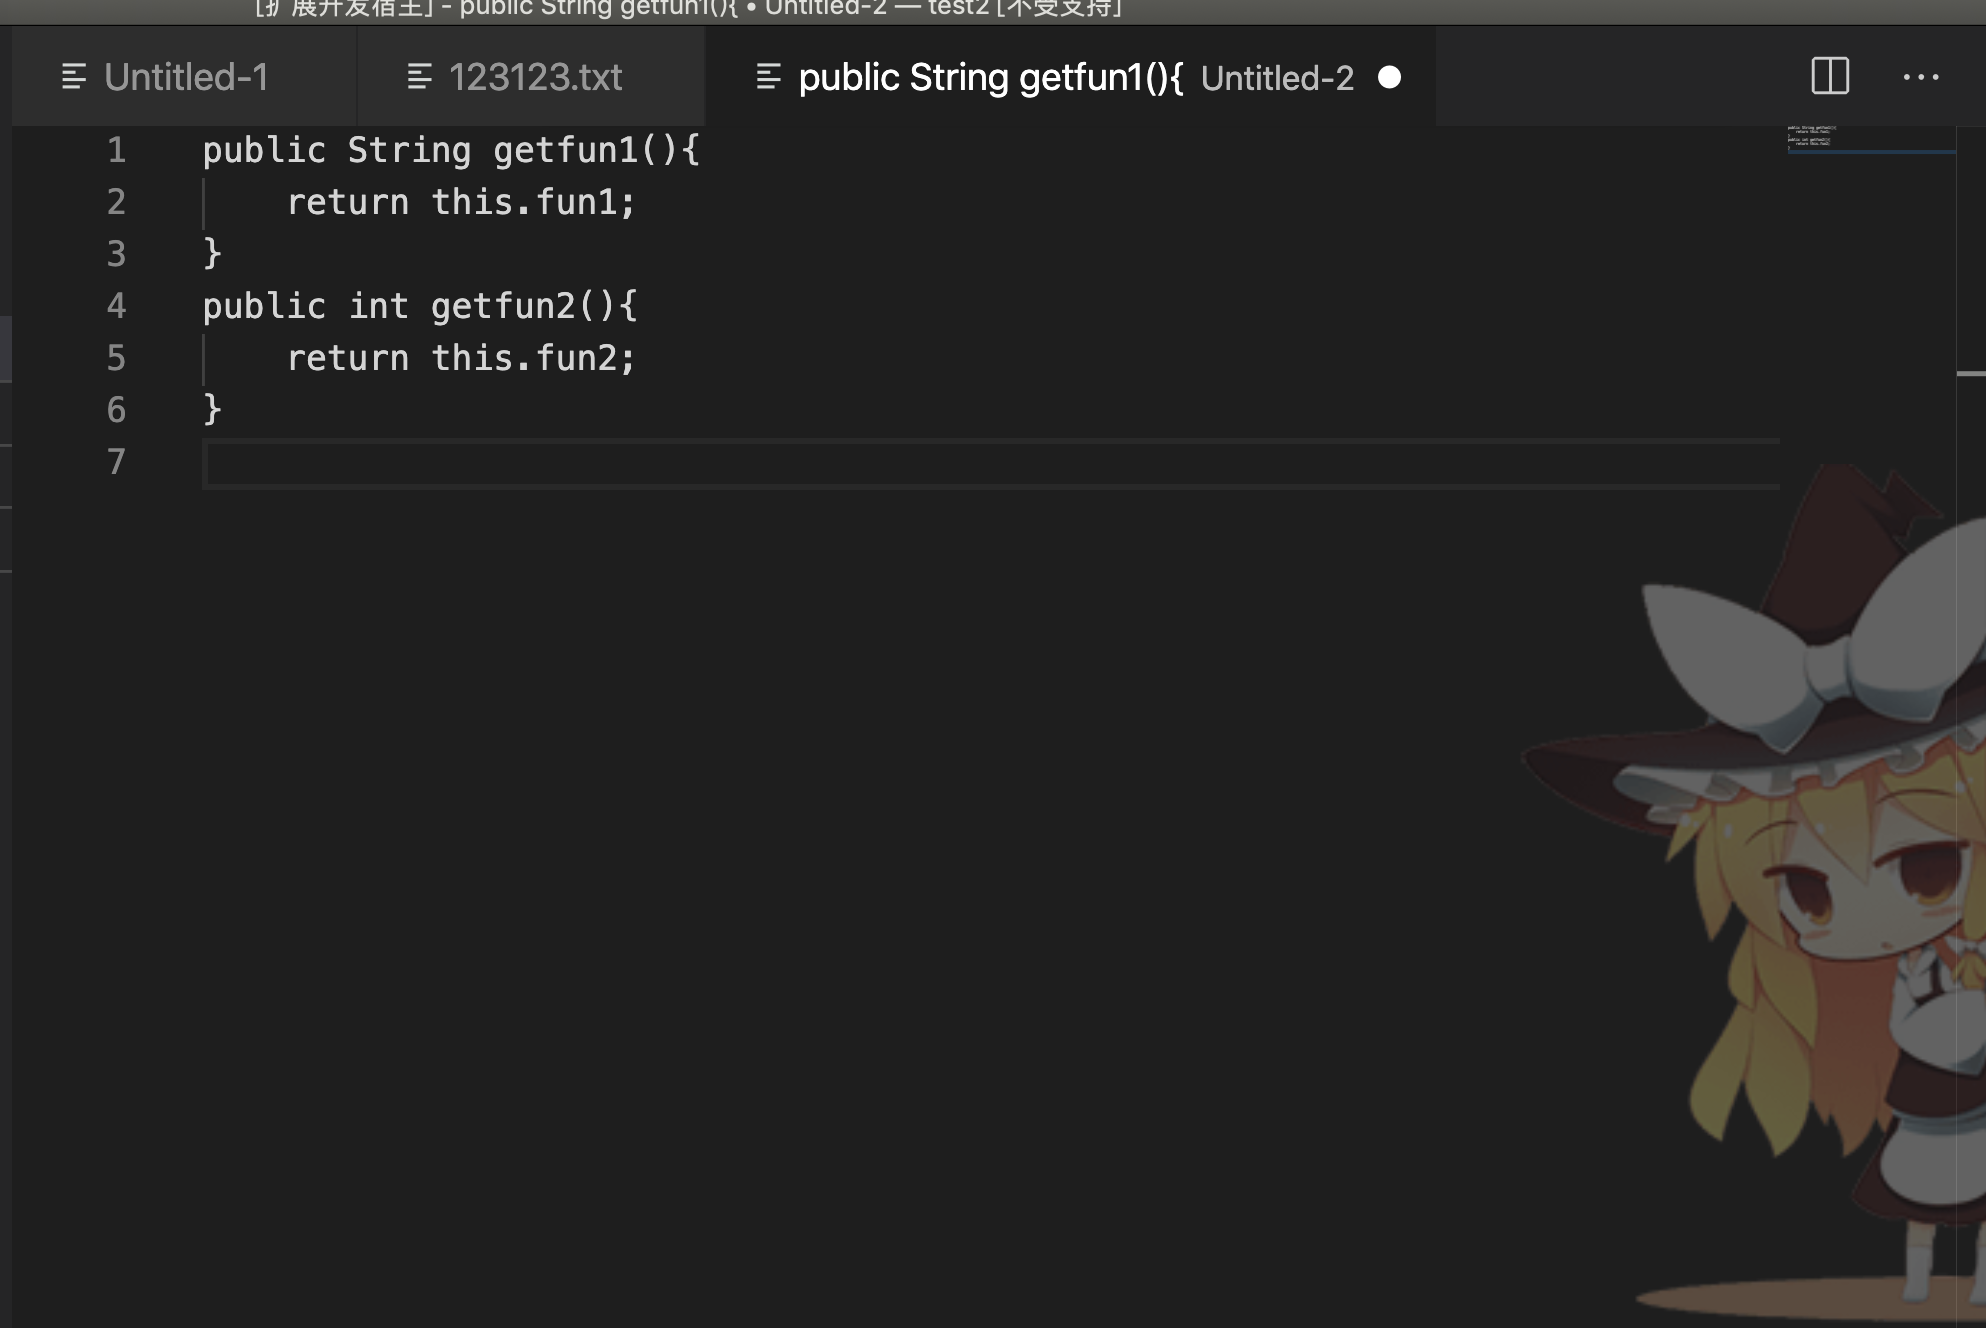 [扩展开发宿主] - public String getfun1(){ • Untitled-2 — test2 [不受支持]
Untitled-1 123123.txt public String getfun1(){ Untitled-2
1 public String getfun1(){
2     return this.fun1;
3 }
4 public int getfun2(){
5     return this.fun2;
6 }
7